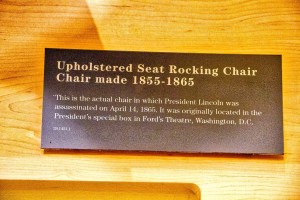 Upholstered Seat Rocking Chair
Chair made 1855-1865
This is the actual chair in which President Lincoln was
assassinated on April 14, 1865. It was originally located in the
President's special box in Ford's Theatre, Washington, D.C.